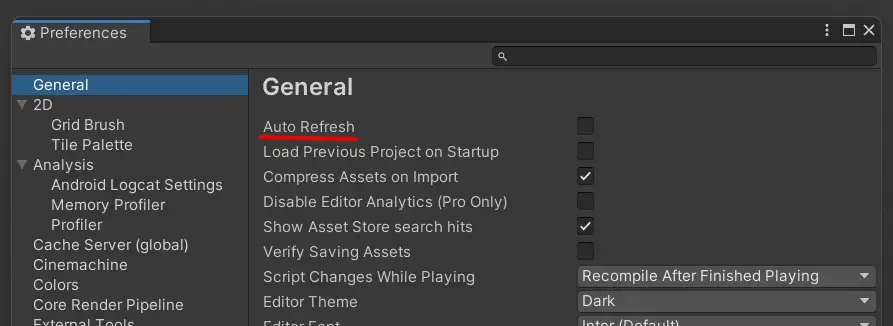 Preferences
General
2D
Grid Brush
Tile Palette
Analysis
Android Logcat Settings
Memory Profiler
Profiler
Cache Server (global)
Cinemachine
Colors
Core Render Pipeline
External Tools
General
Auto Refresh
Load Previous Project on Startup
Compress Assets on Import
Disable Editor Analytics (Pro Only)
Show Asset Store search hits
Verify Saving Assets
Script Changes While Playing Recompile After Finished Playing
Editor Theme Dark
Editor Font Inter (Default)